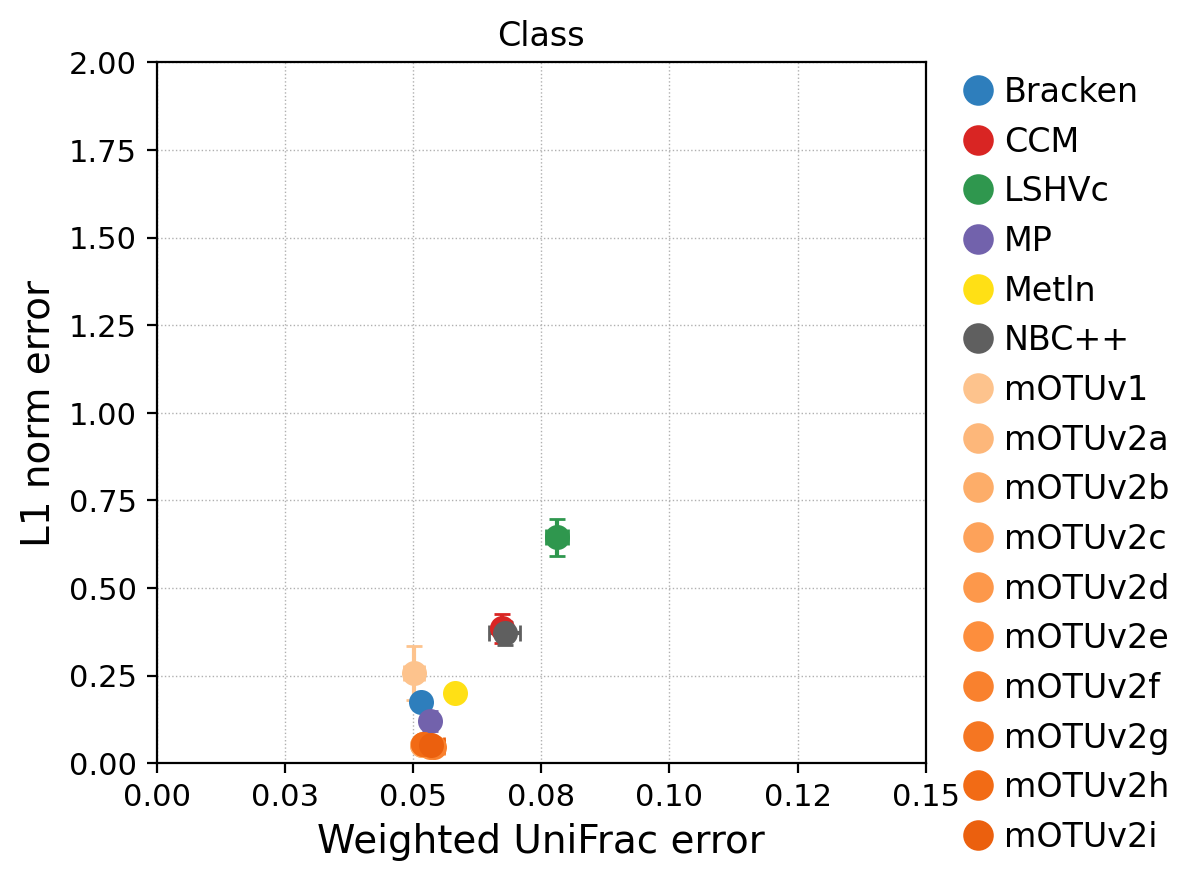 Class
L1 norm error
2.00
1.75
1.50
1.25
1.00
0.75
0.50
0.25
0.00
0.00 0.03 0.05 0.08 0.10 0.12 0.15
Weighted UniFrac error
Bracken
CCM
LSHVc
MP
Metln
NBC++
mOTUv1
mOTUv2a
mOTUv2b
mOTUv2c
mOTUv2d
mOTUv2e
mOTUv2f
mOTUv2g
mOTUv2h
mOTUv2i